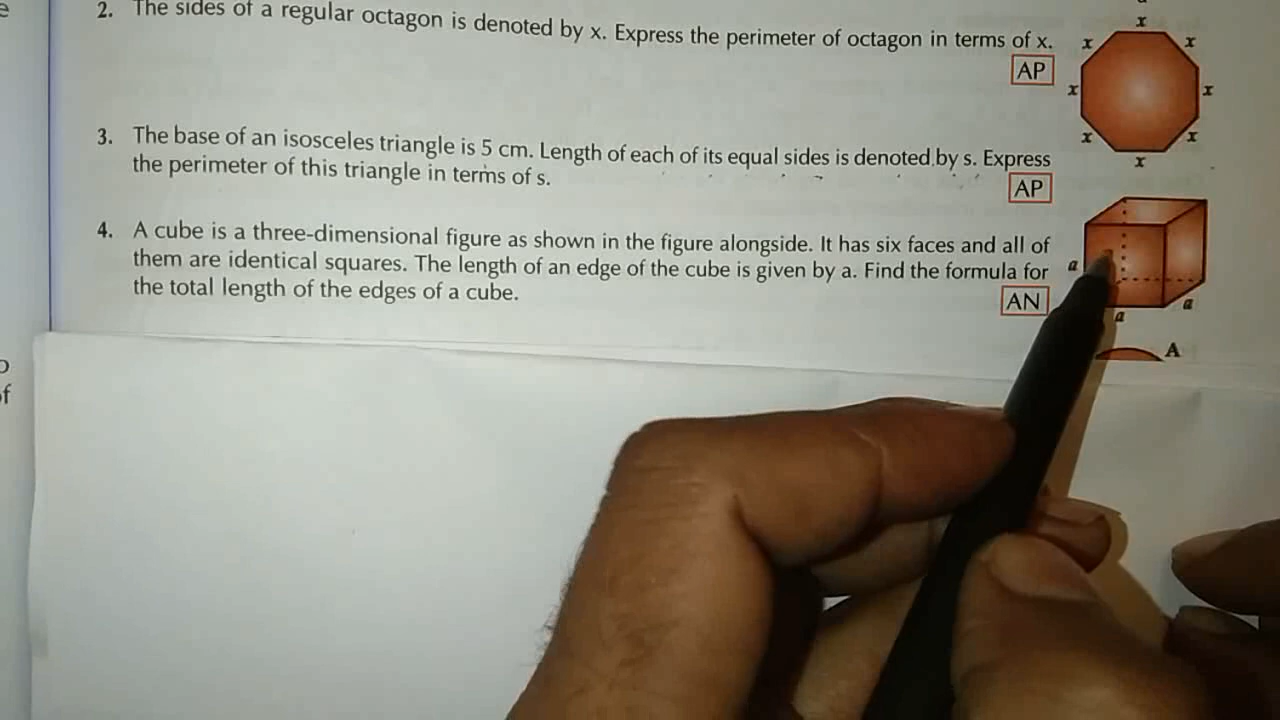 e
2. The sides of a regular octagon is denoted by x. Express the perimeter of octagon in terms of x.
AP
x
x
x
x
x
x
x
x
3. The base of an isosceles triangle is 5 cm. Length of each of its equal sides is denoted by s. Express
the perimeter of this triangle in terms of s.
AP
4. A cube is a three-dimensional figure as shown in the figure alongside. It has six faces and all of
them are identical squares. The length of an edge of the cube is given by a. Find the formula for
the total length of the edges of a cube.
AN
a
a
a
A
f